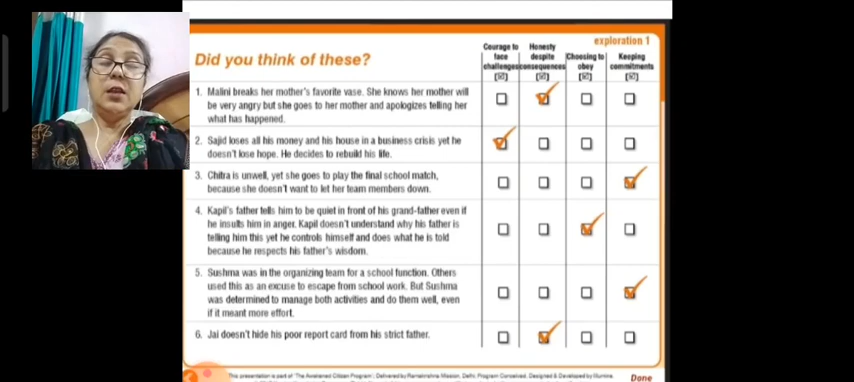 exploration 1
Did you think of these?
Courage to face challenges [☑]
Honesty despite consequences [☑]
Choosing to obey [☑]
Keeping commitments [☑]
1. Malini breaks her mother's favorite vase. She knows her mother will
be very angry but she goes to her mother and apologizes telling her
what has happened.
2. Sajid loses all his money and his house in a business crisis yet he
doesn't lose hope. He decides to rebuild his life.
3. Chitra is unwell, yet she goes to play the final school match,
because she doesn't want to let her team members down.
4. Kapil's father tells him to be quiet in front of his grand-father even if
he insults him in anger. Kapil doesn't understand why his father is
telling him this yet he controls himself and does what he is told
because he respects his father's wisdom.
5. Sushma was in the organizing team for a school function. Others
used this as an excuse to escape from school work. But Sushma
was determined to manage both activities and do them well, even
if it meant more effort.
6. Jai doesn't hide his poor report card from his strict father.
This presentation is part of 'The Awakened Citizen Program', Delivered by Ramakrishna Mission, Delhi; Program Conceived, Designed & Developed by Illumine
Done